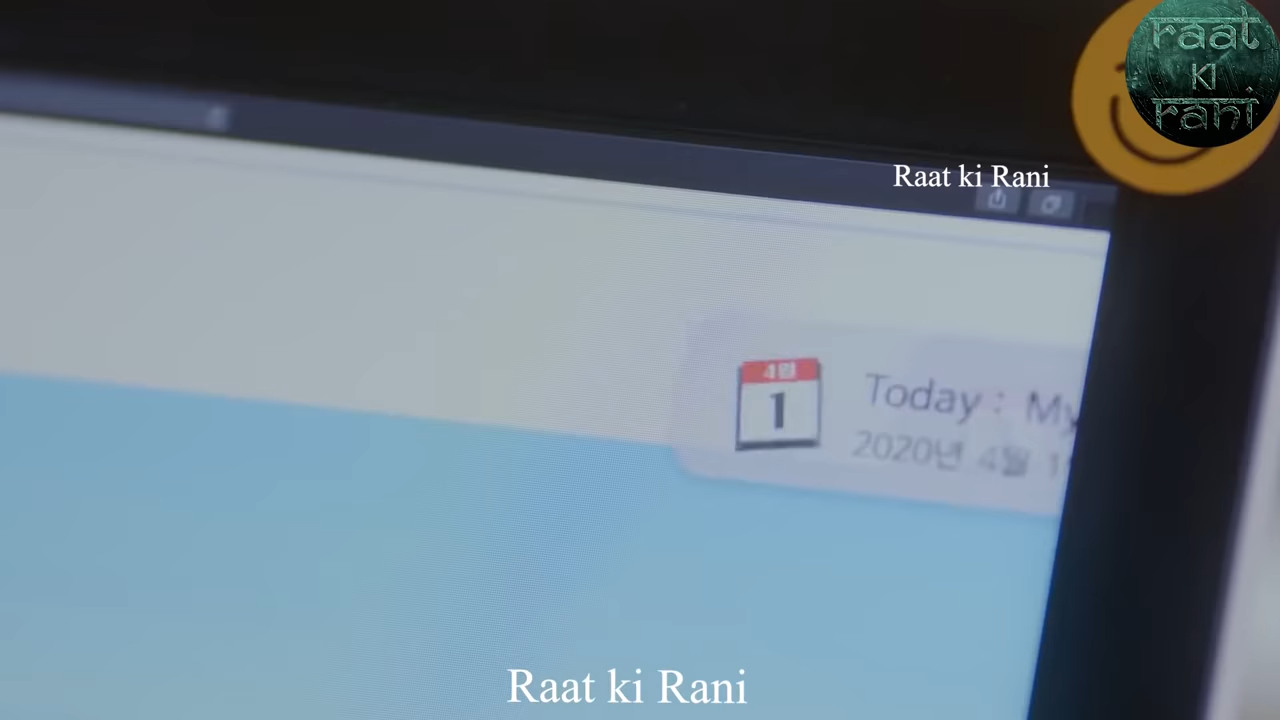 raat
KI
rani
Raat ki Rani
4월
1
Today : My
2020년 4월 1
Raat ki Rani